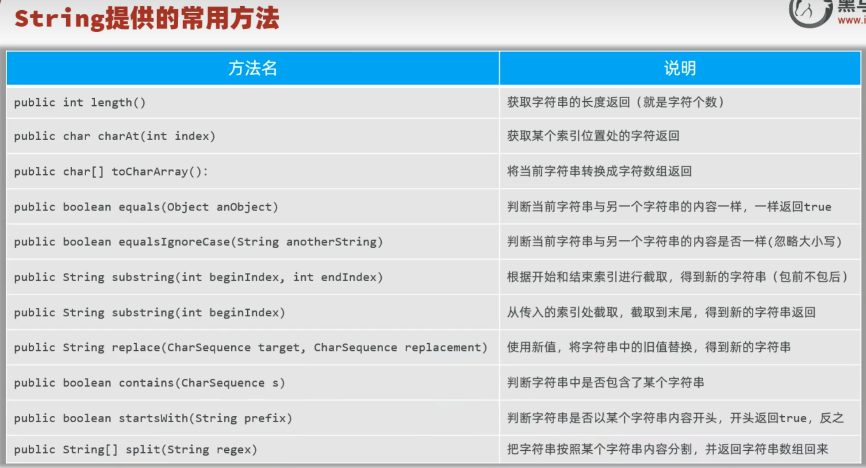 String提供的常用方法
www.i
方法名 说明
public int length() 获取字符串的长度返回（就是字符个数）
public char charAt(int index) 获取某个索引位置处的字符返回
public char[] toCharArray()： 将当前字符串转换成字符数组返回
public boolean equals(Object anObject) 判断当前字符串与另一个字符串的内容一样，一样返回true
public boolean equalsIgnoreCase(String anotherString) 判断当前字符串与另一个字符串的内容是否一样(忽略大小写)
public String substring(int beginIndex, int endIndex) 根据开始和结束索引进行截取，得到新的字符串（包前不包后）
public String substring(int beginIndex) 从传入的索引处截取，截取到末尾，得到新的字符串返回
public String replace(CharSequence target, CharSequence replacement) 使用新值，将字符串中的旧值替换，得到新的字符串
public boolean contains(CharSequence s) 判断字符串中是否包含了某个字符串
public boolean startsWith(String prefix) 判断字符串是否以某个字符串内容开头，开头返回true，反之
public String[] split(String regex) 把字符串按照某个字符串内容分割，并返回字符串数组回来